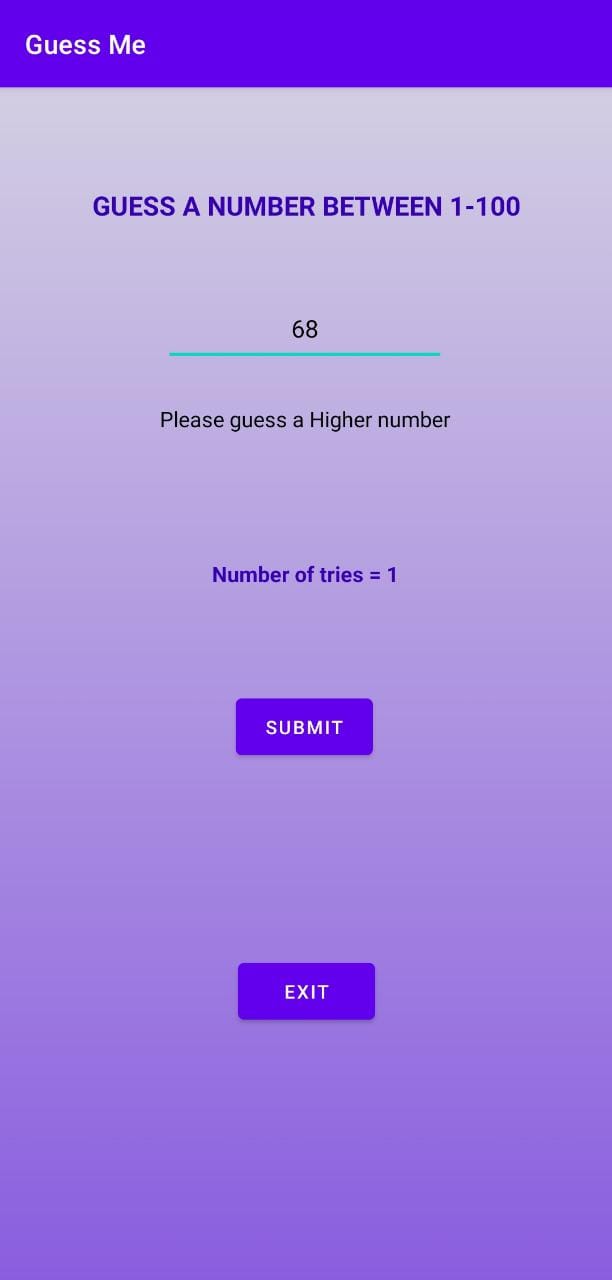 Guess Me
GUESS A NUMBER BETWEEN 1-100
68
Please guess a Higher number
Number of tries = 1
SUBMIT
EXIT